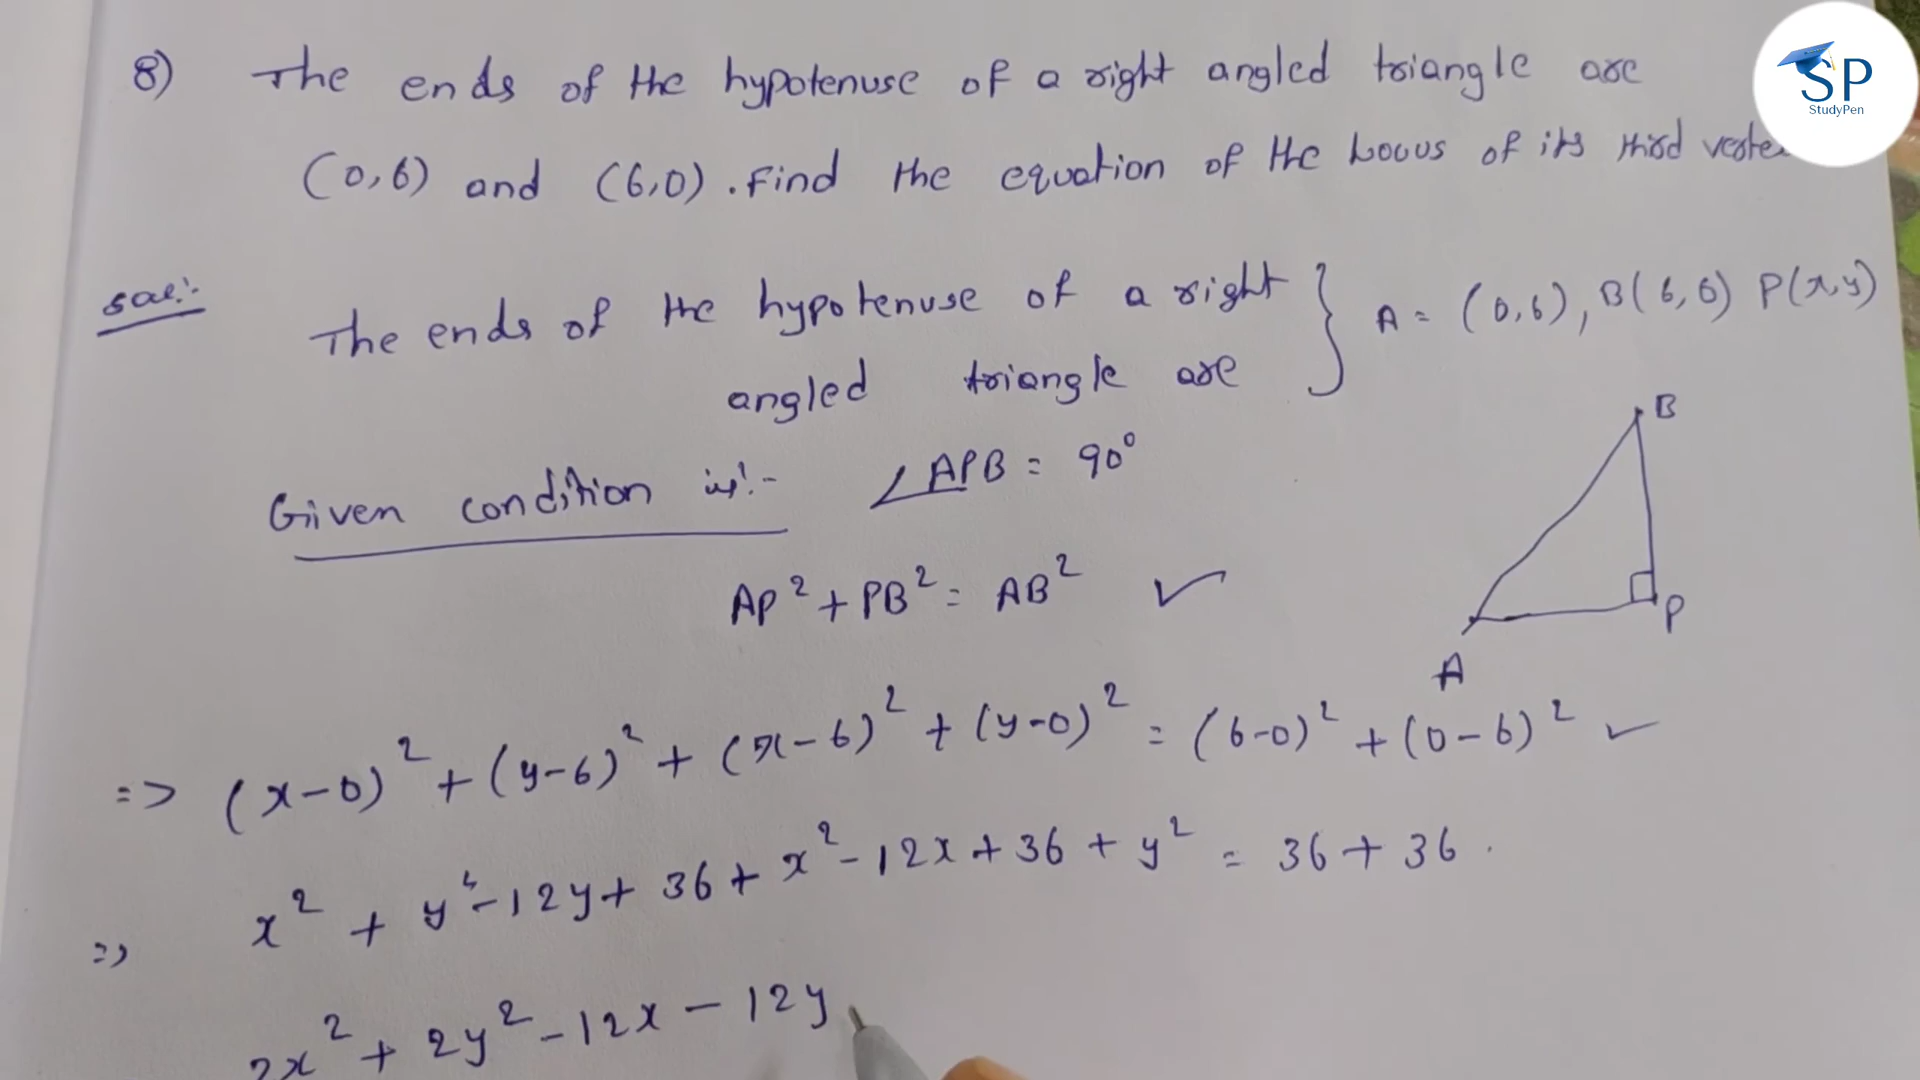 SP
StudyPen
8) The ends of the hypotenuse of a right angled triangle are
(0,6) and (6,0). Find the equation of the Locus of its third verte
Sol:-
The ends of the hypotenuse of a right
angled triangle are } A = (0,6), B(6,0) P(x,y)
Given condition is:- ∠APB = 90°
AP² + PB² = AB² ✓
B
P
A
=> (x-0)² + (y-6)² + (x-6)² + (y-0)² = (6-0)² + (0-6)² ✓
=> x² + y² - 12y + 36 + x² - 12x + 36 + y² = 36 + 36.
2x² + 2y² - 12x - 12y